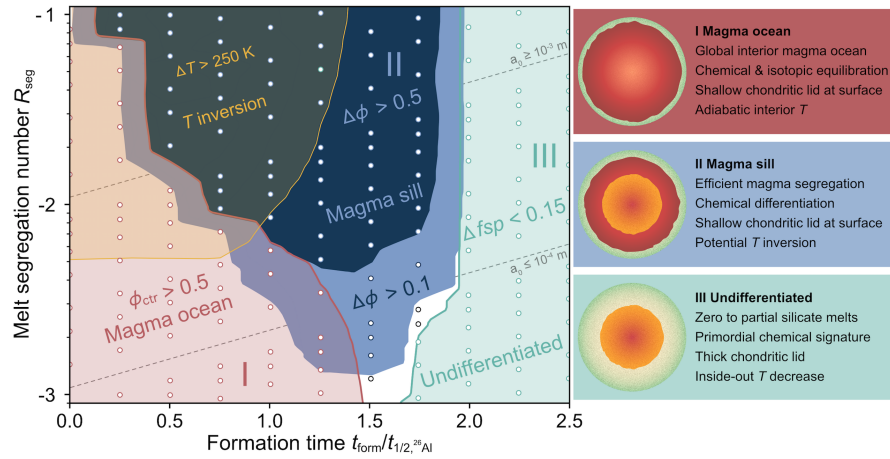 -1
-2
-3
Melt segregation number R_seg
ΔT > 250 K
T inversion
II
Δϕ > 0.5
Magma sill
a₀ ≥ 10⁻³ m
III
Δfsp < 0.15
a₀ ≥ 10⁻⁴ m
ϕ_ctr > 0.5
Magma ocean
Δϕ > 0.1
I
Undifferentiated
0.0 0.5 1.0 1.5 2.0 2.5
Formation time t_form/t_1/2,²⁶Al
I Magma ocean
Global interior magma ocean
Chemical & isotopic equilibration
Shallow chondritic lid at surface
Adiabatic interior T
II Magma sill
Efficient magma segregation
Chemical differentiation
Shallow chondritic lid at surface
Potential T inversion
III Undifferentiated
Zero to partial silicate melts
Primordial chemical signature
Thick chondritic lid
Inside-out T decrease